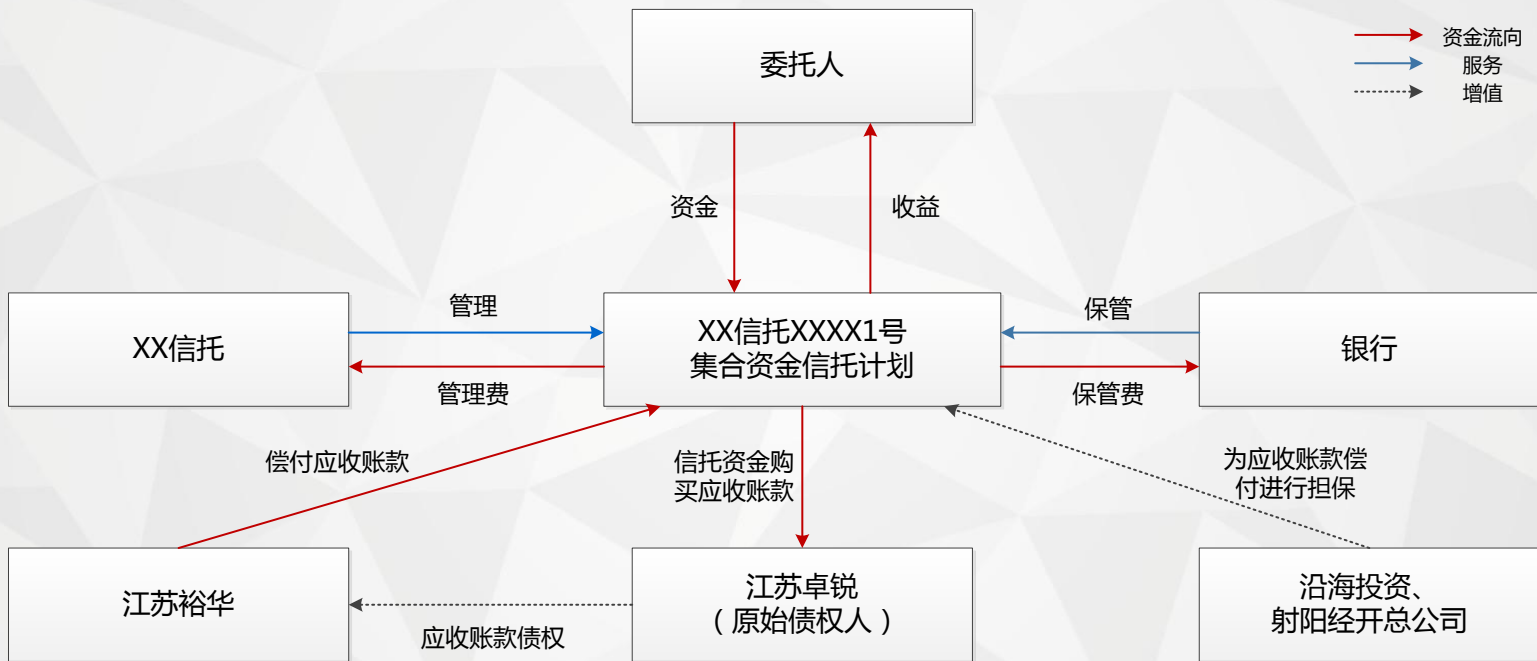 委托人
资金流向
服务
增值
资金
收益
XX信托
管理
管理费
XX信托XXXX1号
集合资金信托计划
保管
保管费
银行
偿付应收账款
信托资金购
买应收账款
为应收账款偿
付进行担保
江苏裕华
应收账款债权
江苏卓锐
（原始债权人）
沿海投资、
射阳经开总公司